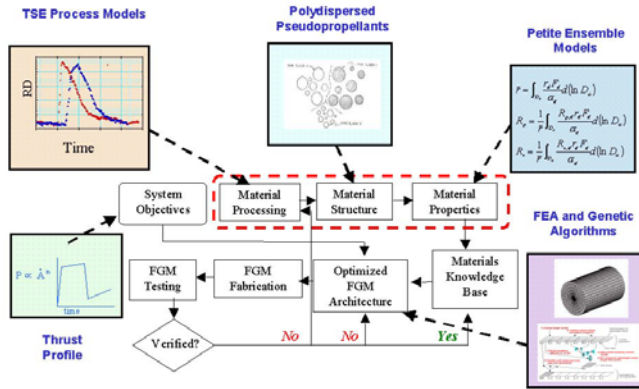 TSE Process Models
Polydispersed
Pseudopropellants
Petite Ensemble
Models
RD
Time
System
Objectives
Material
Processing
Material
Structure
Material
Properties
FEA and Genetic
Algorithms
P ∝ Ȧⁿ
time
Thrust
Profile
FGM
Testing
FGM
Fabrication
Optimized
FGM
Architecture
Materials
Knowledge
Base
Verified?
No
No
Yes